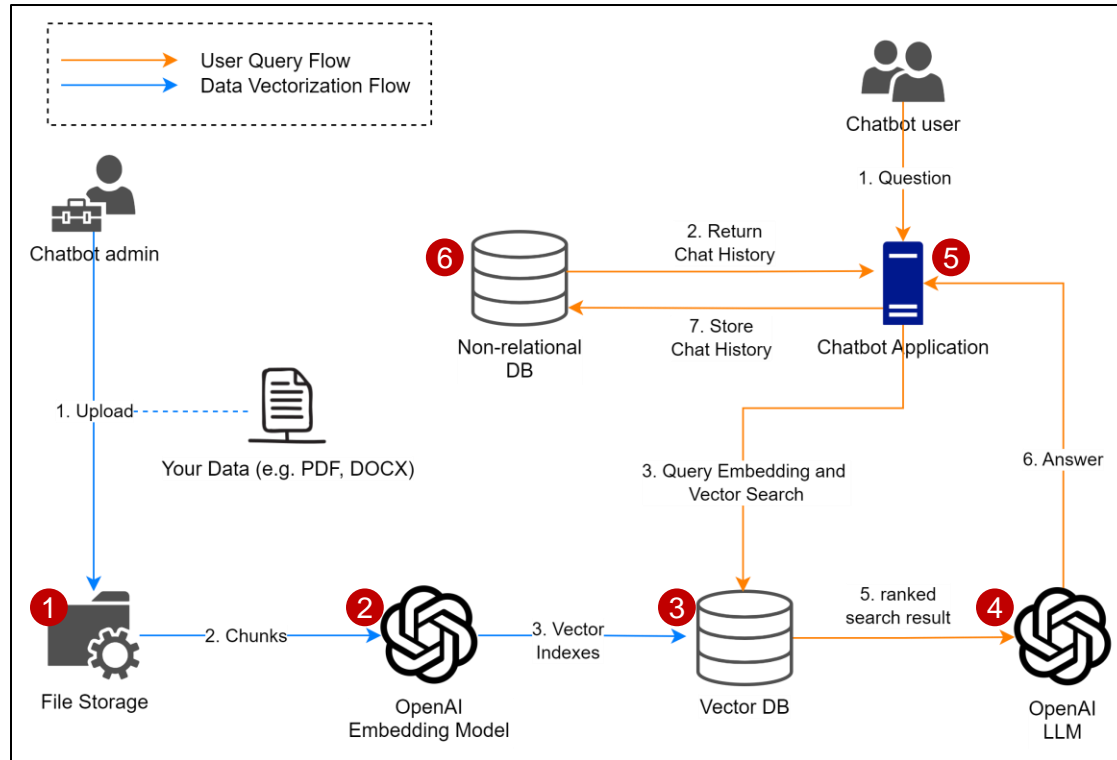 User Query Flow
Data Vectorization Flow
Chatbot user
1. Question
Chatbot admin
6
2. Return
Chat History
5
7. Store
Chat History
Non-relational
DB
Chatbot Application
1. Upload
Your Data (e.g. PDF, DOCX)
3. Query Embedding and
Vector Search
6. Answer
1
2
3
4
2. Chunks
3. Vector
Indexes
5. ranked
search result
File Storage
OpenAI
Embedding Model
Vector DB
OpenAI
LLM